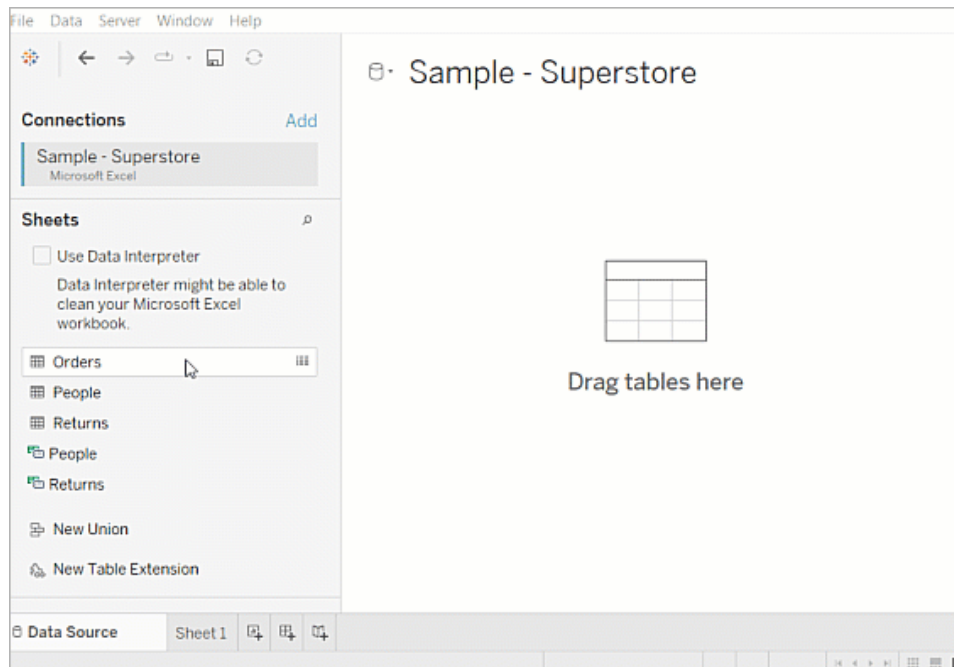 File Data Server Window Help
Sample - Superstore
Connections Add
Sample - Superstore
Microsoft Excel
Sheets
Use Data Interpreter
Data Interpreter might be able to
clean your Microsoft Excel
workbook.
Orders
People
Returns
People
Returns
New Union
New Table Extension
Drag tables here
Data Source Sheet 1